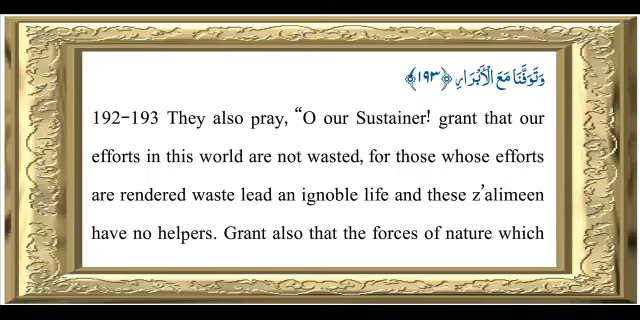 وَتَوَفَّنَا مَعَ الْأَبْرَارِ ﴿١٩٣﴾
192-193 They also pray, “O our Sustainer! grant that our
efforts in this world are not wasted, for those whose efforts
are rendered waste lead an ignoble life and these z’alimeen
have no helpers. Grant also that the forces of nature which